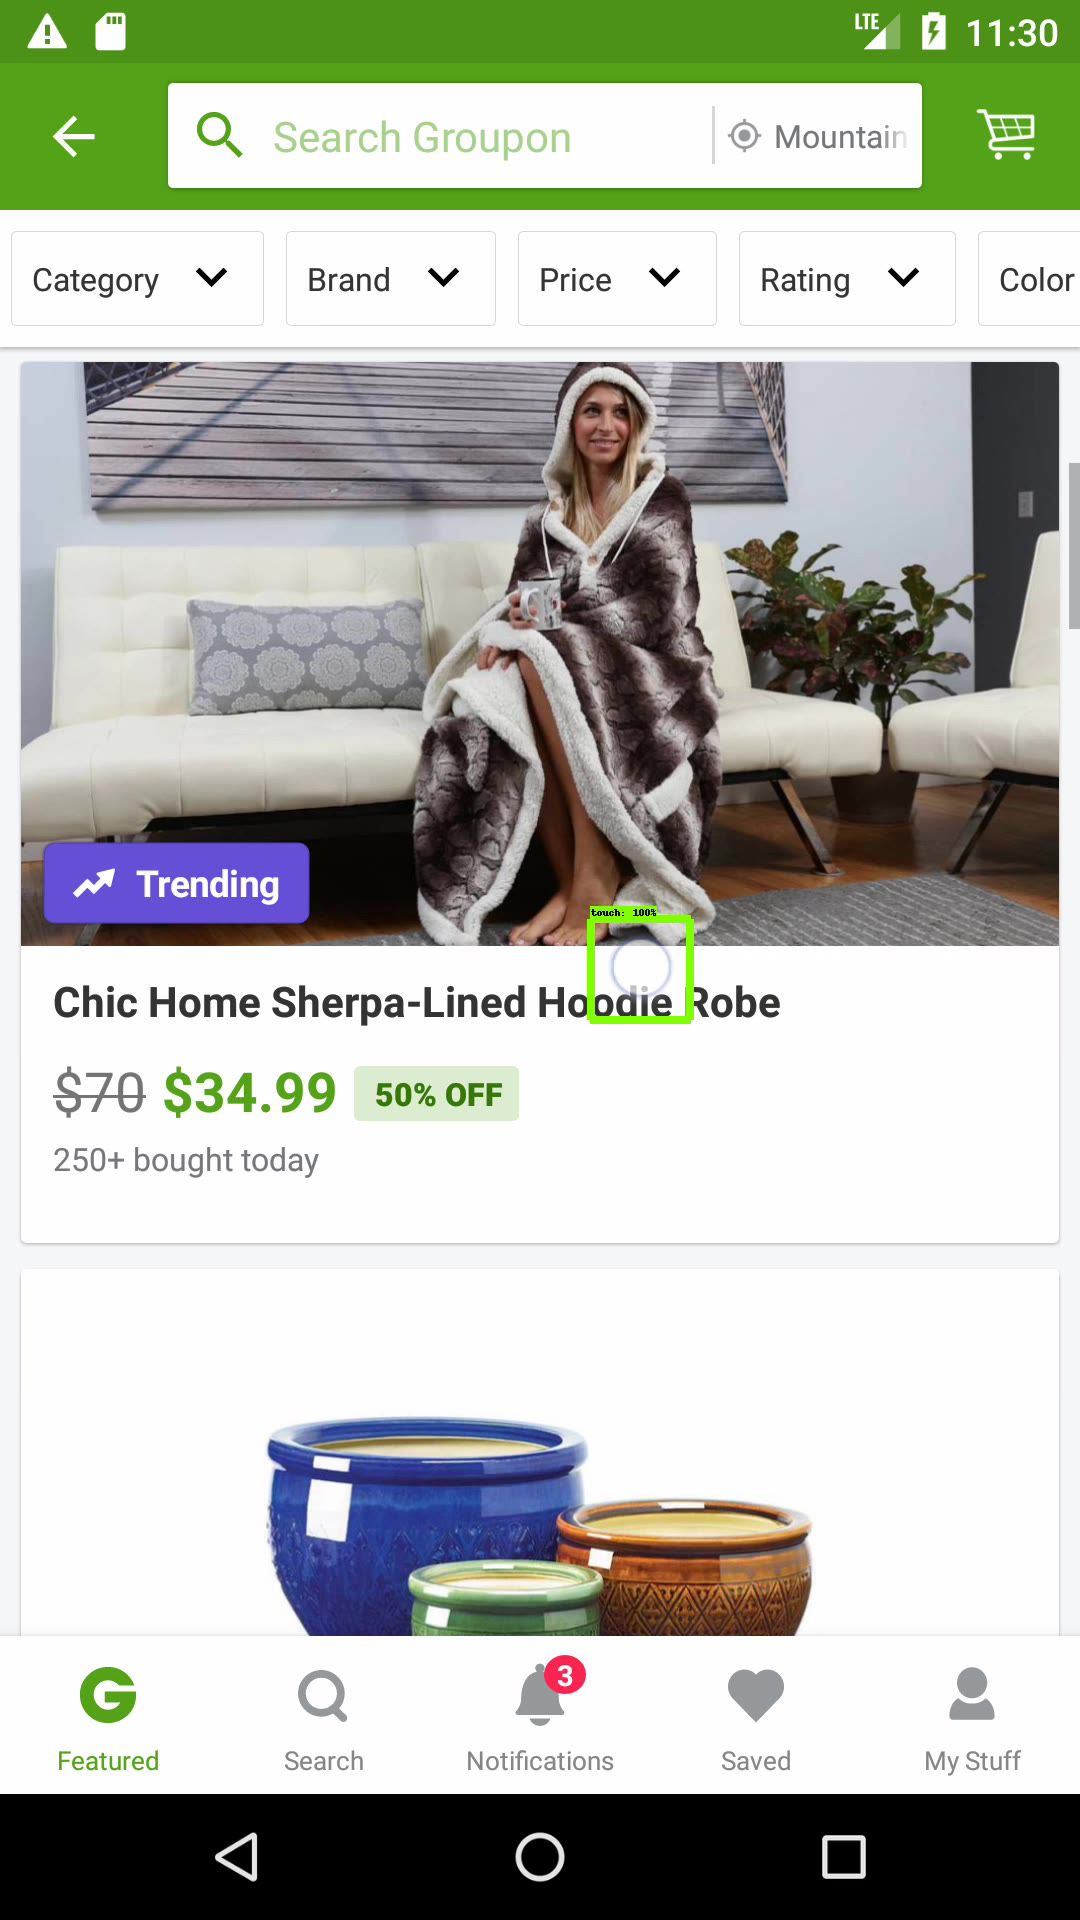 LTE 11:30
Search Groupon Mountain
Category Brand Price Rating Color
Trending
touch: 100%
Chic Home Sherpa-Lined Hoodie Robe
$70 $34.99 50% OFF
250+ bought today
3
Featured Search Notifications Saved My Stuff